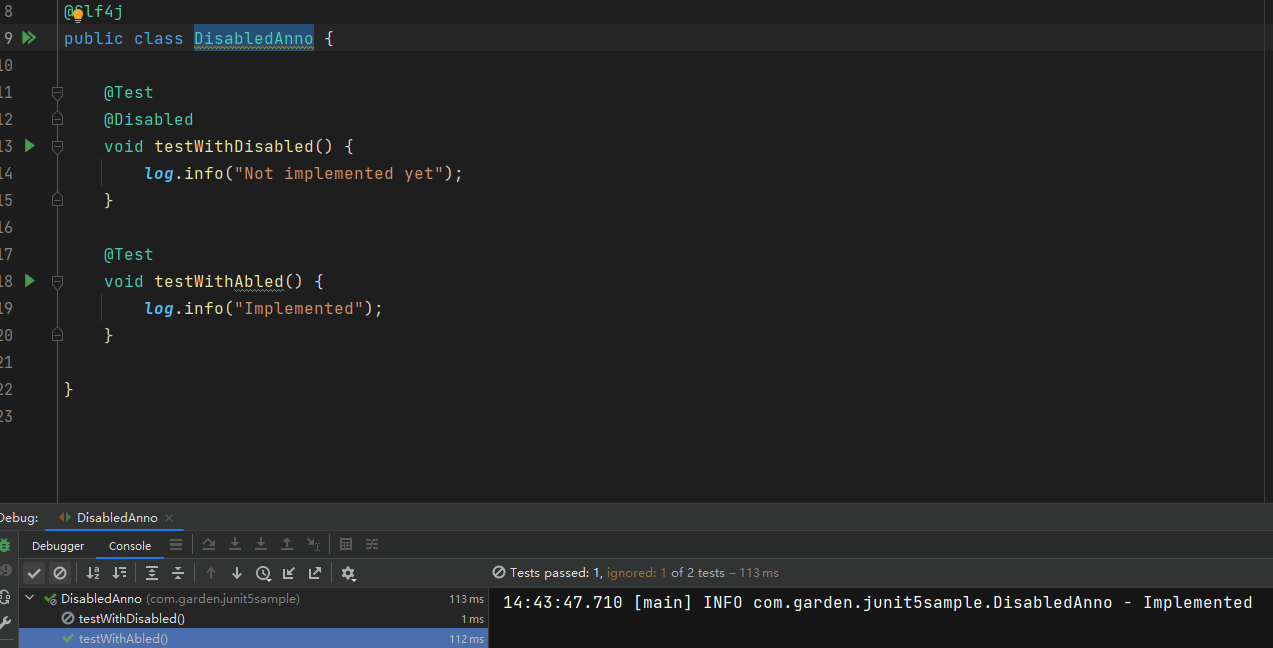 8 @Slf4j
9 public class DisabledAnno {
10
11 @Test
12 @Disabled
13 void testWithDisabled() {
14 log.info("Not implemented yet");
15 }
16
17 @Test
18 void testWithAbled() {
19 log.info("Implemented");
20 }
21
22 }
23
Debug: DisabledAnno
Debugger Console
Tests passed: 1, ignored: 1 of 2 tests – 113 ms
DisabledAnno (com.garden.junit5sample) 113 ms
testWithDisabled() 1 ms
testWithAbled() 112 ms
14:43:47.710 [main] INFO com.garden.junit5sample.DisabledAnno - Implemented